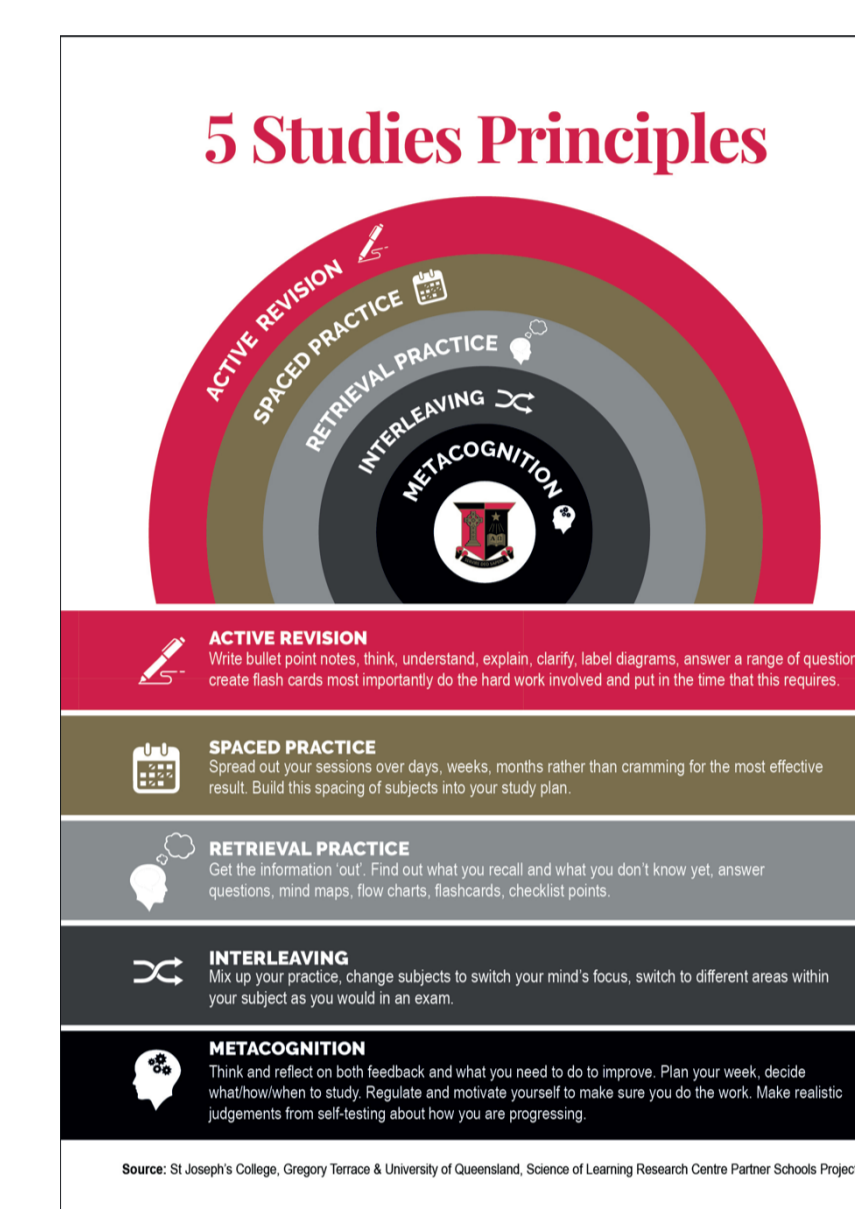 5 Studies Principles
ACTIVE REVISION
SPACED PRACTICE
RETRIEVAL PRACTICE
INTERLEAVING
METACOGNITION
ACTIVE REVISION
Write bullet point notes, think, understand, explain, clarify, label diagrams, answer a range of question
create flash cards most importantly do the hard work involved and put in the time that this requires.
SPACED PRACTICE
Spread out your sessions over days, weeks, months rather than cramming for the most effective
result. Build this spacing of subjects into your study plan.
RETRIEVAL PRACTICE
Get the information ‘out’. Find out what you recall and what you don’t know yet, answer
questions, mind maps, flow charts, flashcards, checklist points.
INTERLEAVING
Mix up your practice, change subjects to switch your mind’s focus, switch to different areas within
your subject as you would in an exam.
METACOGNITION
Think and reflect on both feedback and what you need to do to improve. Plan your week, decide
what/how/when to study. Regulate and motivate yourself to make sure you do the work. Make realistic
judgements from self-testing about how you are progressing.
Source: St Joseph’s College, Gregory Terrace & University of Queensland, Science of Learning Research Centre Partner Schools Project